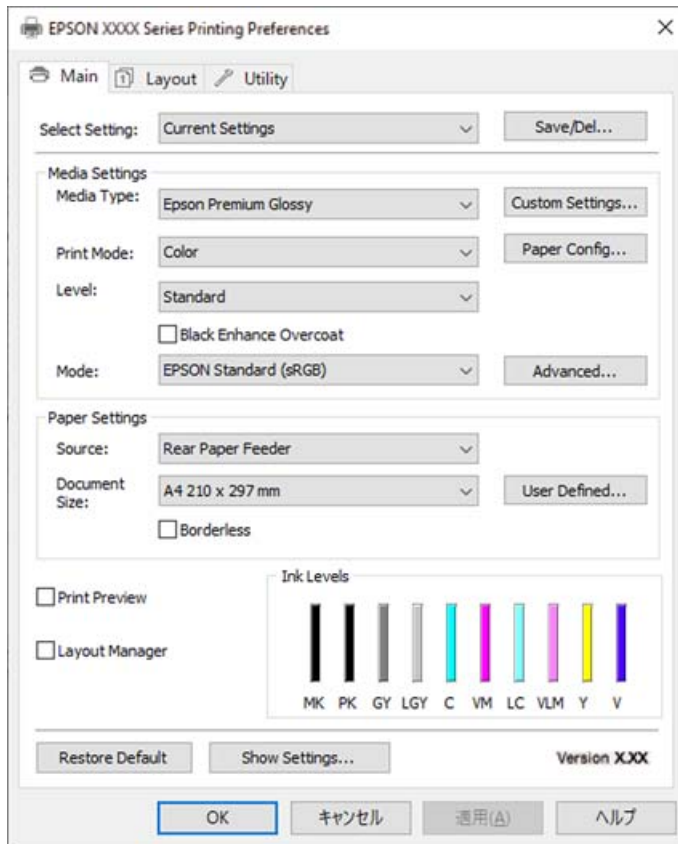 EPSON XXXX Series Printing Preferences
Main Layout Utility
Select Setting: Current Settings Save/Del...
Media Settings
Media Type: Epson Premium Glossy Custom Settings...
Print Mode: Color Paper Config...
Level: Standard
Black Enhance Overcoat
Mode: EPSON Standard (sRGB) Advanced...
Paper Settings
Source: Rear Paper Feeder
Document Size: A4 210 x 297 mm User Defined...
Borderless
Ink Levels
Print Preview
Layout Manager
MK PK GY LGY C VM LC VLM Y V
Restore Default Show Settings... Version X.XX
OK キャンセル 適用(A) ヘルプ